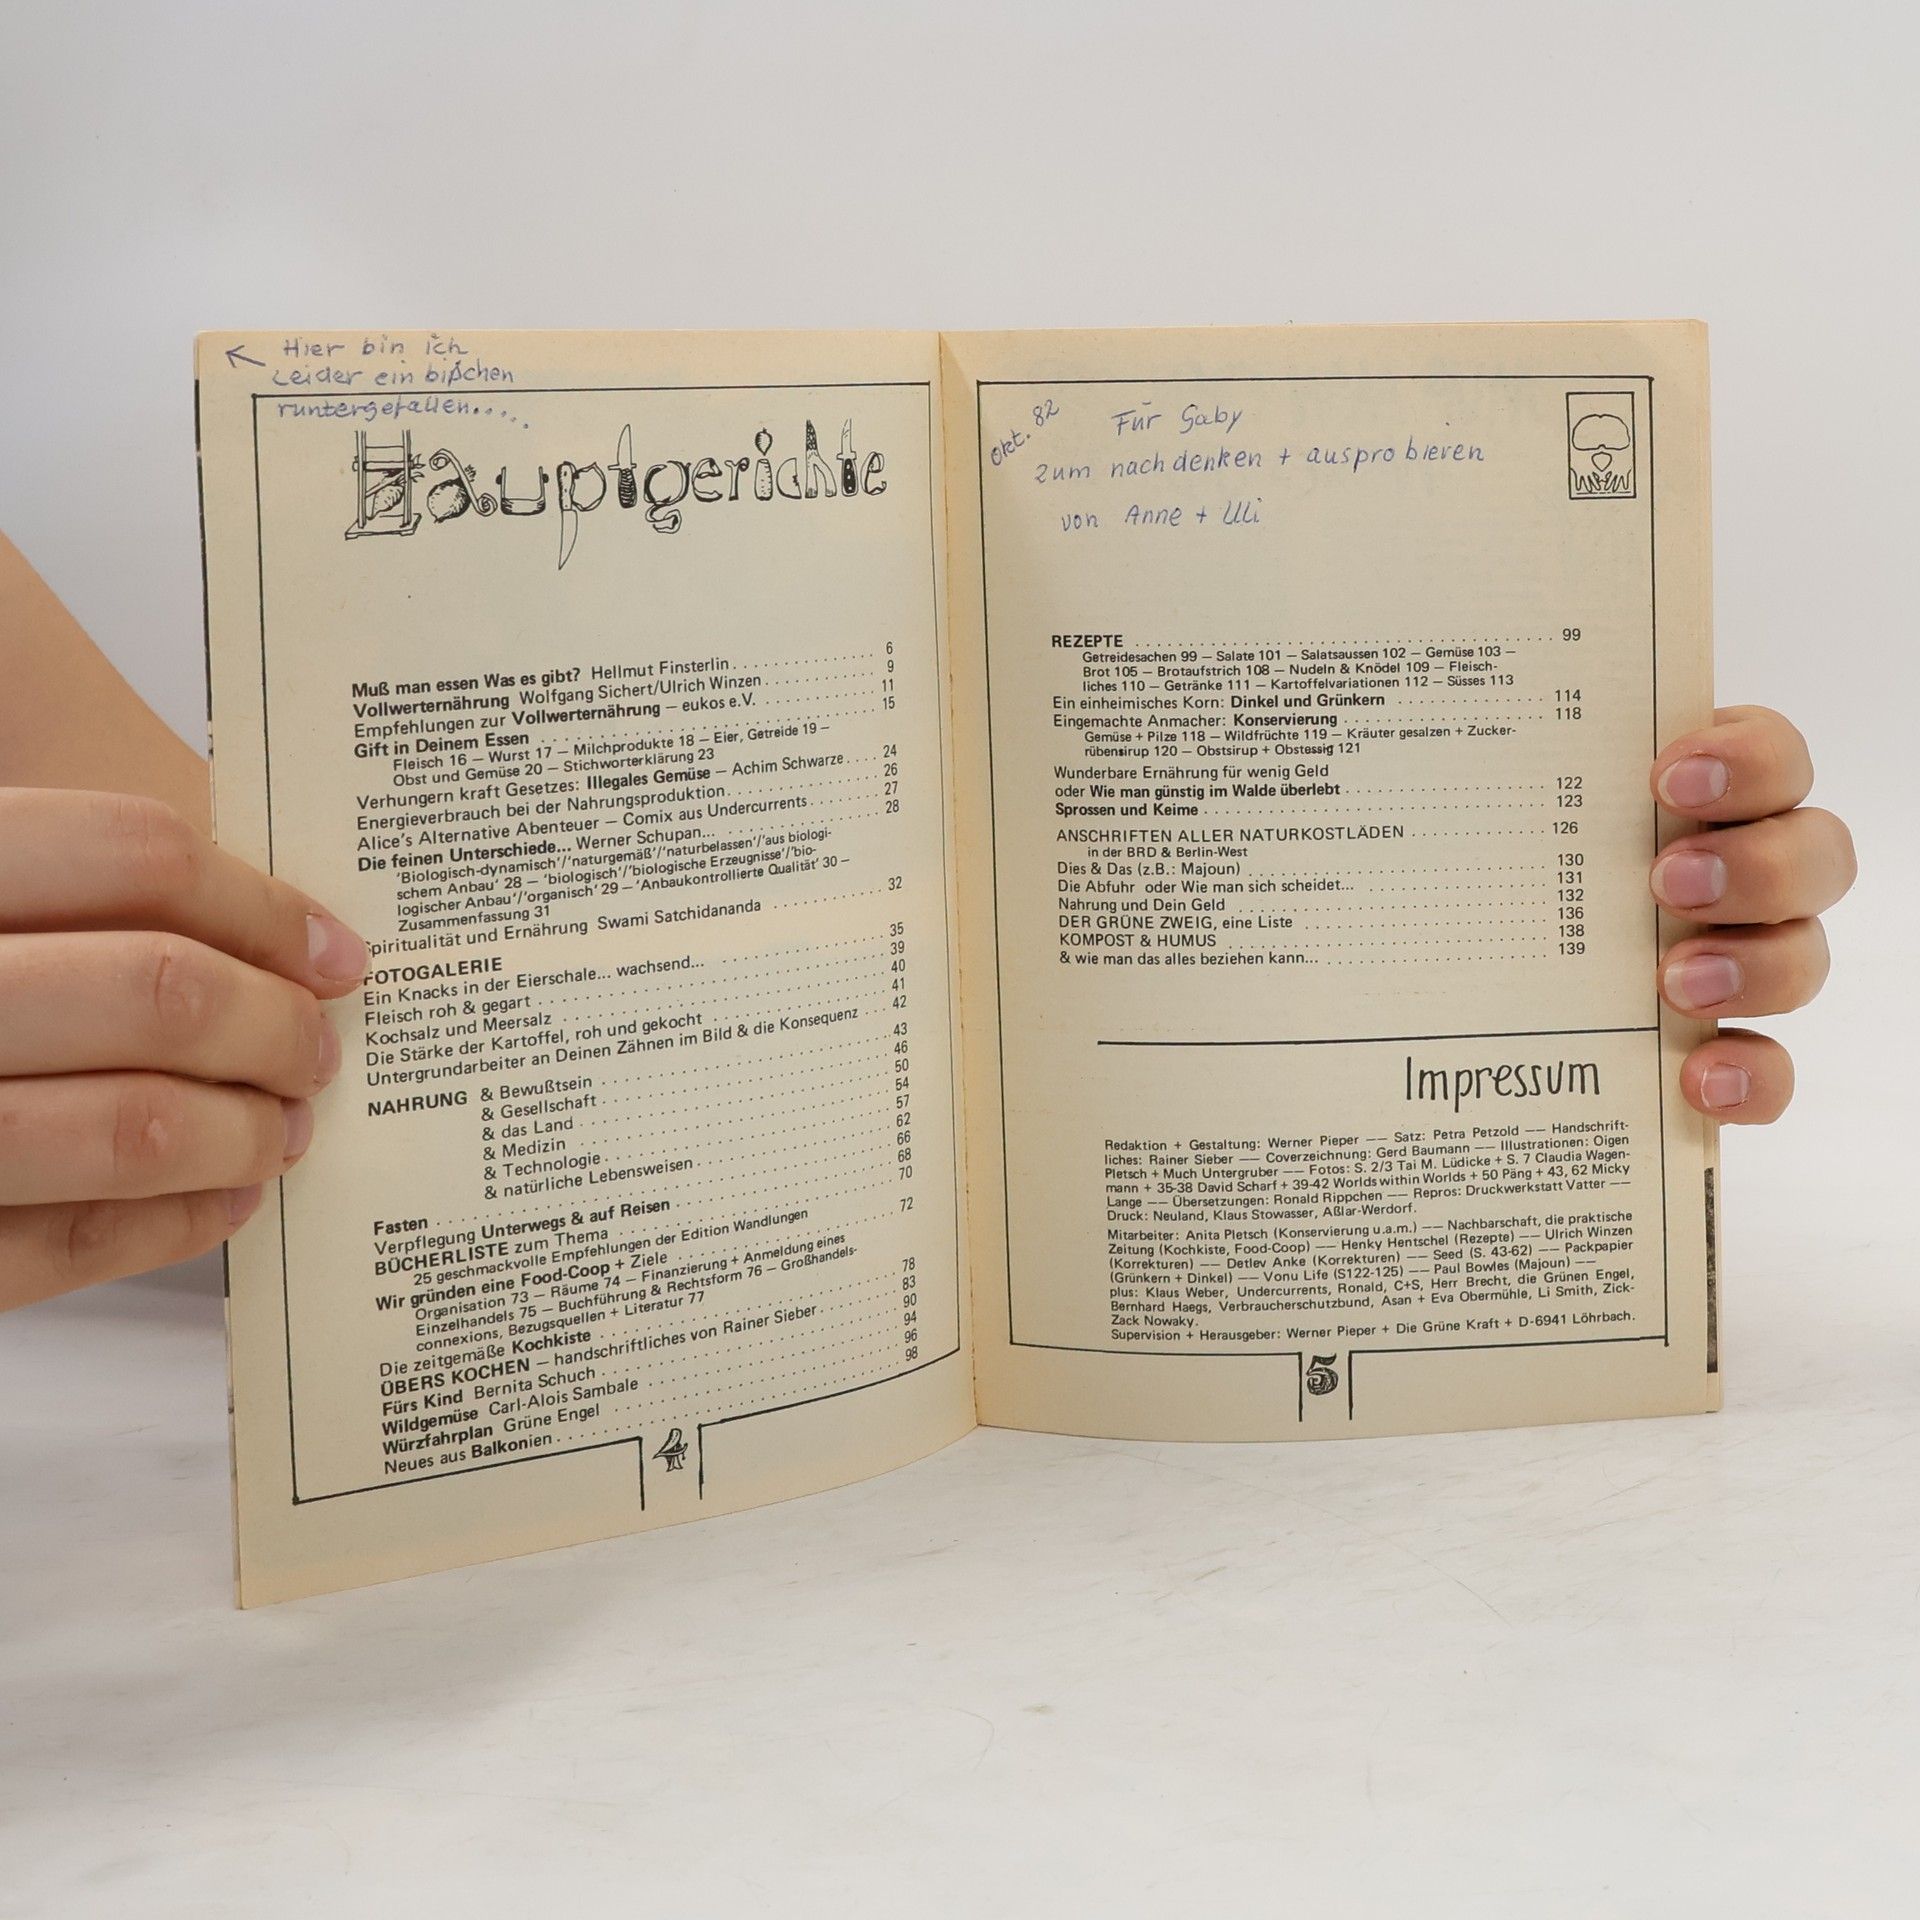 Hier bin ich
Leider ein bißchen
runtergefallen....
Hauptgerichte
Muß man essen Was es gibt? Hellmut Finsterlin . . . . . . . . . . . . . . 6
Vollwerternährung Wolfgang Sichert/Ulrich Winzen . . . . . . . . . . . 9
Empfehlungen zur Vollwerternährung — eukos e.V. . . . . . . . . . . 11
Gift in Deinem Essen . . . . . . . . . . . . . . . . . . . . . . . . . . . . 15
Fleisch 16 — Wurst 17 — Milchprodukte 18 — Eier, Getreide 19 —
Obst und Gemüse 20 — Stichworterklärung 23
Verhungern kraft Gesetzes: Illegales Gemüse — Achim Schwarze. . . . 24
Energieverbrauch bei der Nahrungsproduktion. . . . . . . . . . . . . . 26
Alice's Alternative Abenteuer — Comix aus Undercurrents . . . . . . . 27
Die feinen Unterschiede... Werner Schupan... . . . . . . . . . . . . . . 28
'Biologisch-dynamisch'/'naturgemäß'/'naturbelassen'/'aus biologi-
schem Anbau' 28 — 'biologisch'/'biologische Erzeugnisse'/'bio-
logischer Anbau'/'organisch' 29 — 'Anbaukontrollierte Qualität' 30 —
Zusammenfassung 31
Spiritualität und Ernährung Swami Satchidananda . . . . . . . . . . 32
FOTOGALERIE
Ein Knacks in der Eierschale... wachsend... . . . . . . . . . . . . . . . 35
Fleisch roh & gegart . . . . . . . . . . . . . . . . . . . . . . . . . . . . 39
Kochsalz und Meersalz . . . . . . . . . . . . . . . . . . . . . . . . . . . 40
Die Stärke der Kartoffel, roh und gekocht . . . . . . . . . . . . . . . . 41
Untergrundarbeiter an Deinen Zähnen im Bild & die Konsequenz . . . 42
NAHRUNG & Bewußtsein . . . . . . . . . . . . . . . . . . . . . . . . . . 43
& Gesellschaft . . . . . . . . . . . . . . . . . . . . . . . . . 46
& das Land . . . . . . . . . . . . . . . . . . . . . . . . . . . 50
& Medizin . . . . . . . . . . . . . . . . . . . . . . . . . . . 54
& Technologie . . . . . . . . . . . . . . . . . . . . . . . . . 57
& natürliche Lebensweisen . . . . . . . . . . . . . . . . . . . 62
Fasten . . . . . . . . . . . . . . . . . . . . . . . . . . . . . . . . . . 66
Verpflegung Unterwegs & auf Reisen . . . . . . . . . . . . . . . . . . 68
BÜCHERLISTE zum Thema . . . . . . . . . . . . . . . . . . . . . . . . 70
25 geschmackvolle Empfehlungen der Edition Wandlungen
Wir gründen eine Food-Coop + Ziele . . . . . . . . . . . . . . . . . . 72
Organisation 73 — Räume 74 — Finanzierung + Anmeldung eines
Einzelhandels 75 — Buchführung & Rechtsform 76 — Großhandels-
connexions, Bezugsquellen + Literatur 77
Die zeitgemäße Kochkiste . . . . . . . . . . . . . . . . . . . . . . . . 78
ÜBERS KOCHEN — handschriftliches von Rainer Sieber . . . . . . . . 83
Fürs Kind Bernita Schuch . . . . . . . . . . . . . . . . . . . . . . . . 90
Wildgemüse Carl-Alois Sambale . . . . . . . . . . . . . . . . . . . . . 94
Würzfahrplan Grüne Engel . . . . . . . . . . . . . . . . . . . . . . . . 96
Neues aus Balkonien . . . . . . . . . . . . . . . . . . . . . . . . . . . 98
4
Okt. 82
Für Gaby
zum nachdenken + ausprobieren
von Anne + Uli
REZEPTE . . . . . . . . . . . . . . . . . . . . . . . . . . . . . . . . . 99
Getreidesachen 99 — Salate 101 — Salatsaussen 102 — Gemüse 103 —
Brot 105 — Brotaufstrich 108 — Nudeln & Knödel 109 — Fleisch-
liches 110 — Getränke 111 — Kartoffelvariationen 112 — Süsses 113
Ein einheimisches Korn: Dinkel und Grünkern . . . . . . . . . . . . 114
Eingemachte Anmacher: Konservierung . . . . . . . . . . . . . . . . 118
Gemüse + Pilze 118 — Wildfrüchte 119 — Kräuter gesalzen + Zucker-
rübensirup 120 — Obstsirup + Obstessig 121
Wunderbare Ernährung für wenig Geld
oder Wie man günstig im Walde überlebt . . . . . . . . . . . . . . . 122
Sprossen und Keime . . . . . . . . . . . . . . . . . . . . . . . . . . . 123
ANSCHRIFTEN ALLER NATURKOSTLÄDEN . . . . . . . . . . . . 126
in der BRD & Berlin-West
Dies & Das (z.B.: Majoun) . . . . . . . . . . . . . . . . . . . . . . . 130
Die Abfuhr oder Wie man sich scheidet... . . . . . . . . . . . . . . . 131
Nahrung und Dein Geld . . . . . . . . . . . . . . . . . . . . . . . . . 132
DER GRÜNE ZWEIG, eine Liste . . . . . . . . . . . . . . . . . . . . 136
KOMPOST & HUMUS . . . . . . . . . . . . . . . . . . . . . . . . . . 138
& wie man das alles beziehen kann... . . . . . . . . . . . . . . . . . 139
Impressum
Redaktion + Gestaltung: Werner Pieper —— Satz: Petra Petzold —— Handschrift-
liches: Rainer Sieber —— Coverzeichnung: Gerd Baumann —— Illustrationen: Oigen
Pletsch + Much Untergruber —— Fotos: S. 2/3 Tai M. Lüdicke + S. 7 Claudia Wagen-
mann + 35-38 David Scharf + 39-42 Worlds within Worlds + 50 Päng + 43, 62 Micky
Lange —— Übersetzungen: Ronald Rippchen —— Repros: Druckwerkstatt Vatter ——
Druck: Neuland, Klaus Stowasser, Aßlar-Werdorf.
Mitarbeiter: Anita Pletsch (Konservierung u.a.m.) —— Nachbarschaft, die praktische
Zeitung (Kochkiste, Food-Coop) —— Henky Hentschel (Rezepte) —— Ulrich Winzen
(Korrekturen) —— Detlev Anke (Korrekturen) —— Seed (S. 43-62) —— Packpapier
(Grünkern + Dinkel) —— Vonu Life (S122-125) —— Paul Bowles (Majoun) ——
plus: Klaus Weber, Undercurrents, Ronald, C+S, Herr Brecht, die Grünen Engel,
Bernhard Haegs, Verbraucherschutzbund, Asan + Eva Obermühle, Li Smith, Zick-
Zack Nowaky.
Supervision + Herausgeber: Werner Pieper + Die Grüne Kraft + D-6941 Löhrbach.
5